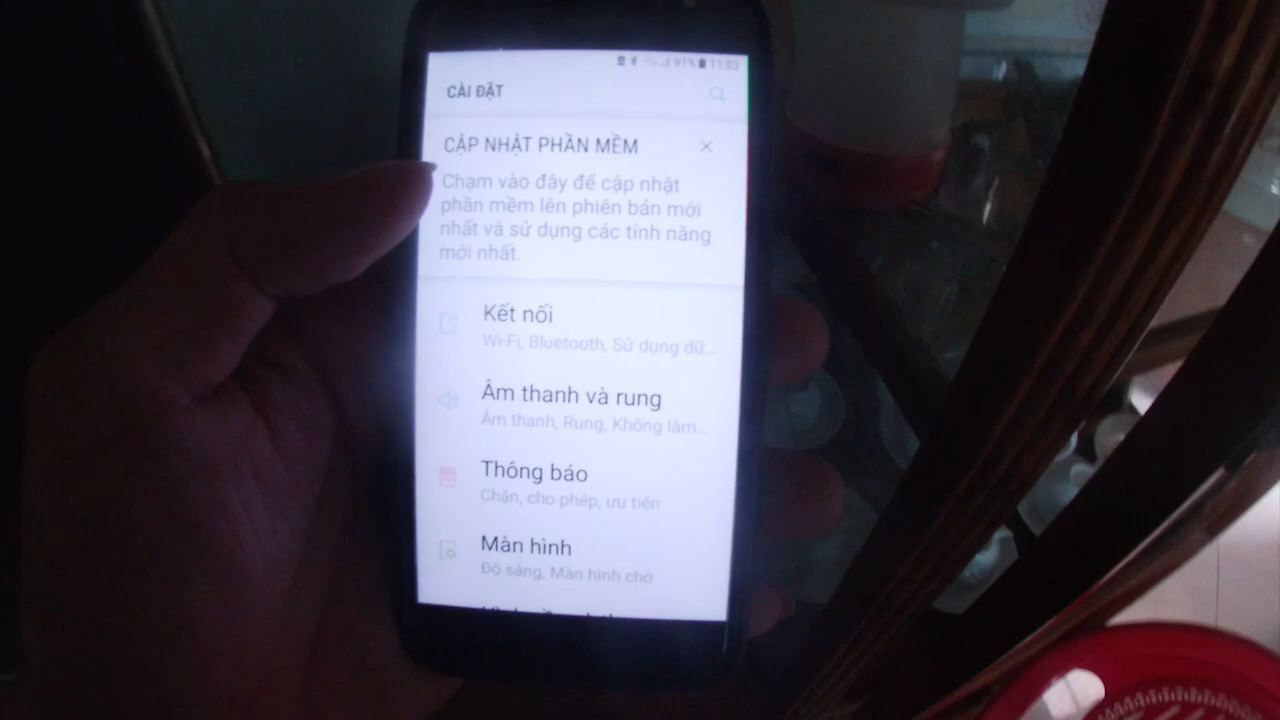 91% 11:03
CÀI ĐẶT
CẬP NHẬT PHẦN MỀM
Chạm vào đây để cập nhật
phần mềm lên phiên bản mới
nhất và sử dụng các tính năng
mới nhất.
Kết nối
Wi-Fi, Bluetooth, Sử dụng dữ...
Âm thanh và rung
Âm thanh, Rung, Không làm...
Thông báo
Chặn, cho phép, ưu tiên
Màn hình
Độ sáng, Màn hình chờ